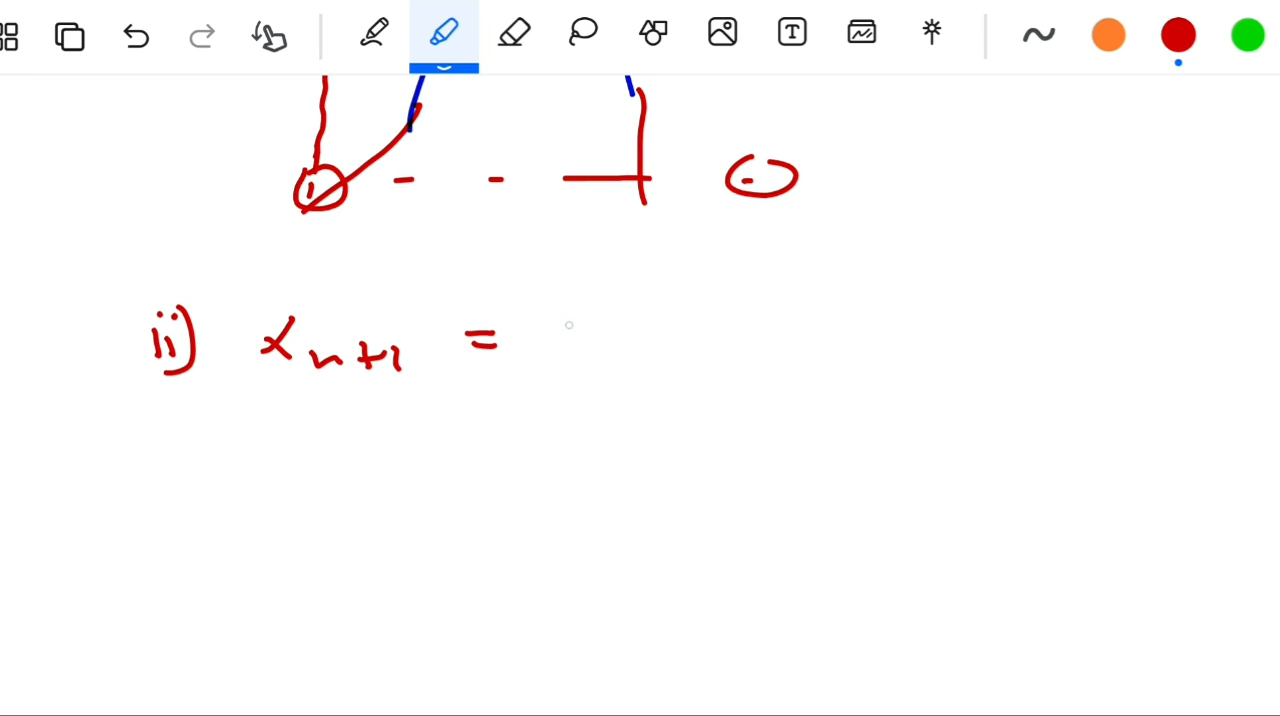 ii) x_{n+1} =